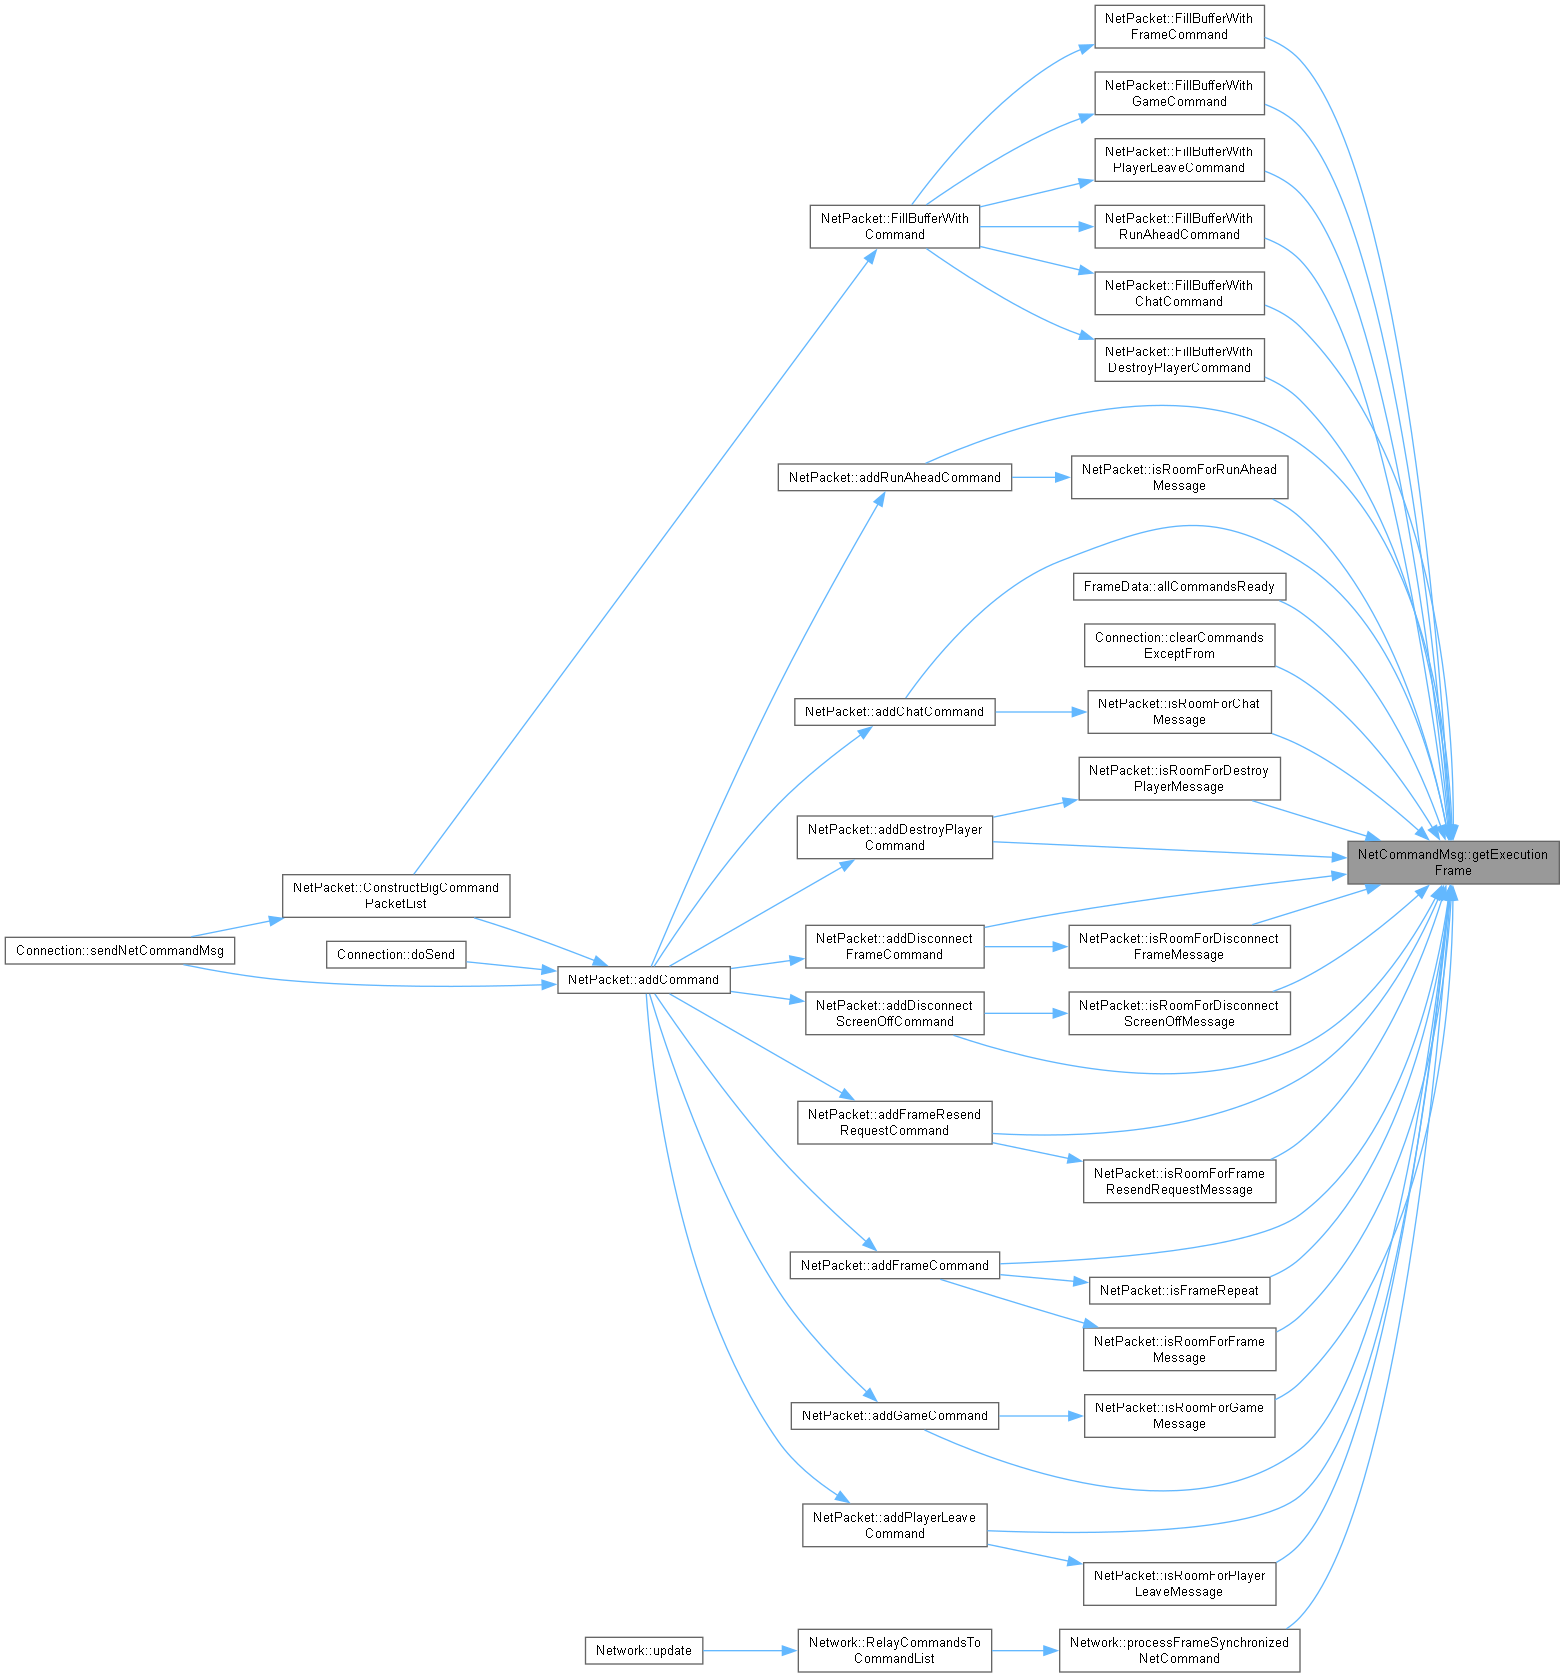 NetPacket::FillBufferWith
FrameCommand
NetPacket::FillBufferWith
GameCommand
NetPacket::FillBufferWith
PlayerLeaveCommand
NetPacket::FillBufferWith
Command
NetPacket::FillBufferWith
RunAheadCommand
NetPacket::FillBufferWith
ChatCommand
NetPacket::FillBufferWith
DestroyPlayerCommand
NetPacket::addRunAheadCommand
NetPacket::isRoomForRunAhead
Message
FrameData::allCommandsReady
Connection::clearCommands
ExceptFrom
NetPacket::addChatCommand
NetPacket::isRoomForChat
Message
NetPacket::isRoomForDestroy
PlayerMessage
NetPacket::addDestroyPlayer
Command
NetCommandMsg::getExecution
Frame
NetPacket::ConstructBigCommand
PacketList
Connection::sendNetCommandMsg
Connection::doSend
NetPacket::addCommand
NetPacket::addDisconnect
FrameCommand
NetPacket::isRoomForDisconnect
FrameMessage
NetPacket::addDisconnect
ScreenOffCommand
NetPacket::isRoomForDisconnect
ScreenOffMessage
NetPacket::addFrameResend
RequestCommand
NetPacket::isRoomForFrame
ResendRequestMessage
NetPacket::addFrameCommand
NetPacket::isFrameRepeat
NetPacket::isRoomForFrame
Message
NetPacket::addGameCommand
NetPacket::isRoomForGame
Message
NetPacket::addPlayerLeave
Command
NetPacket::isRoomForPlayer
LeaveMessage
Network::update
Network::RelayCommandsTo
CommandList
Network::processFrameSynchronized
NetCommand